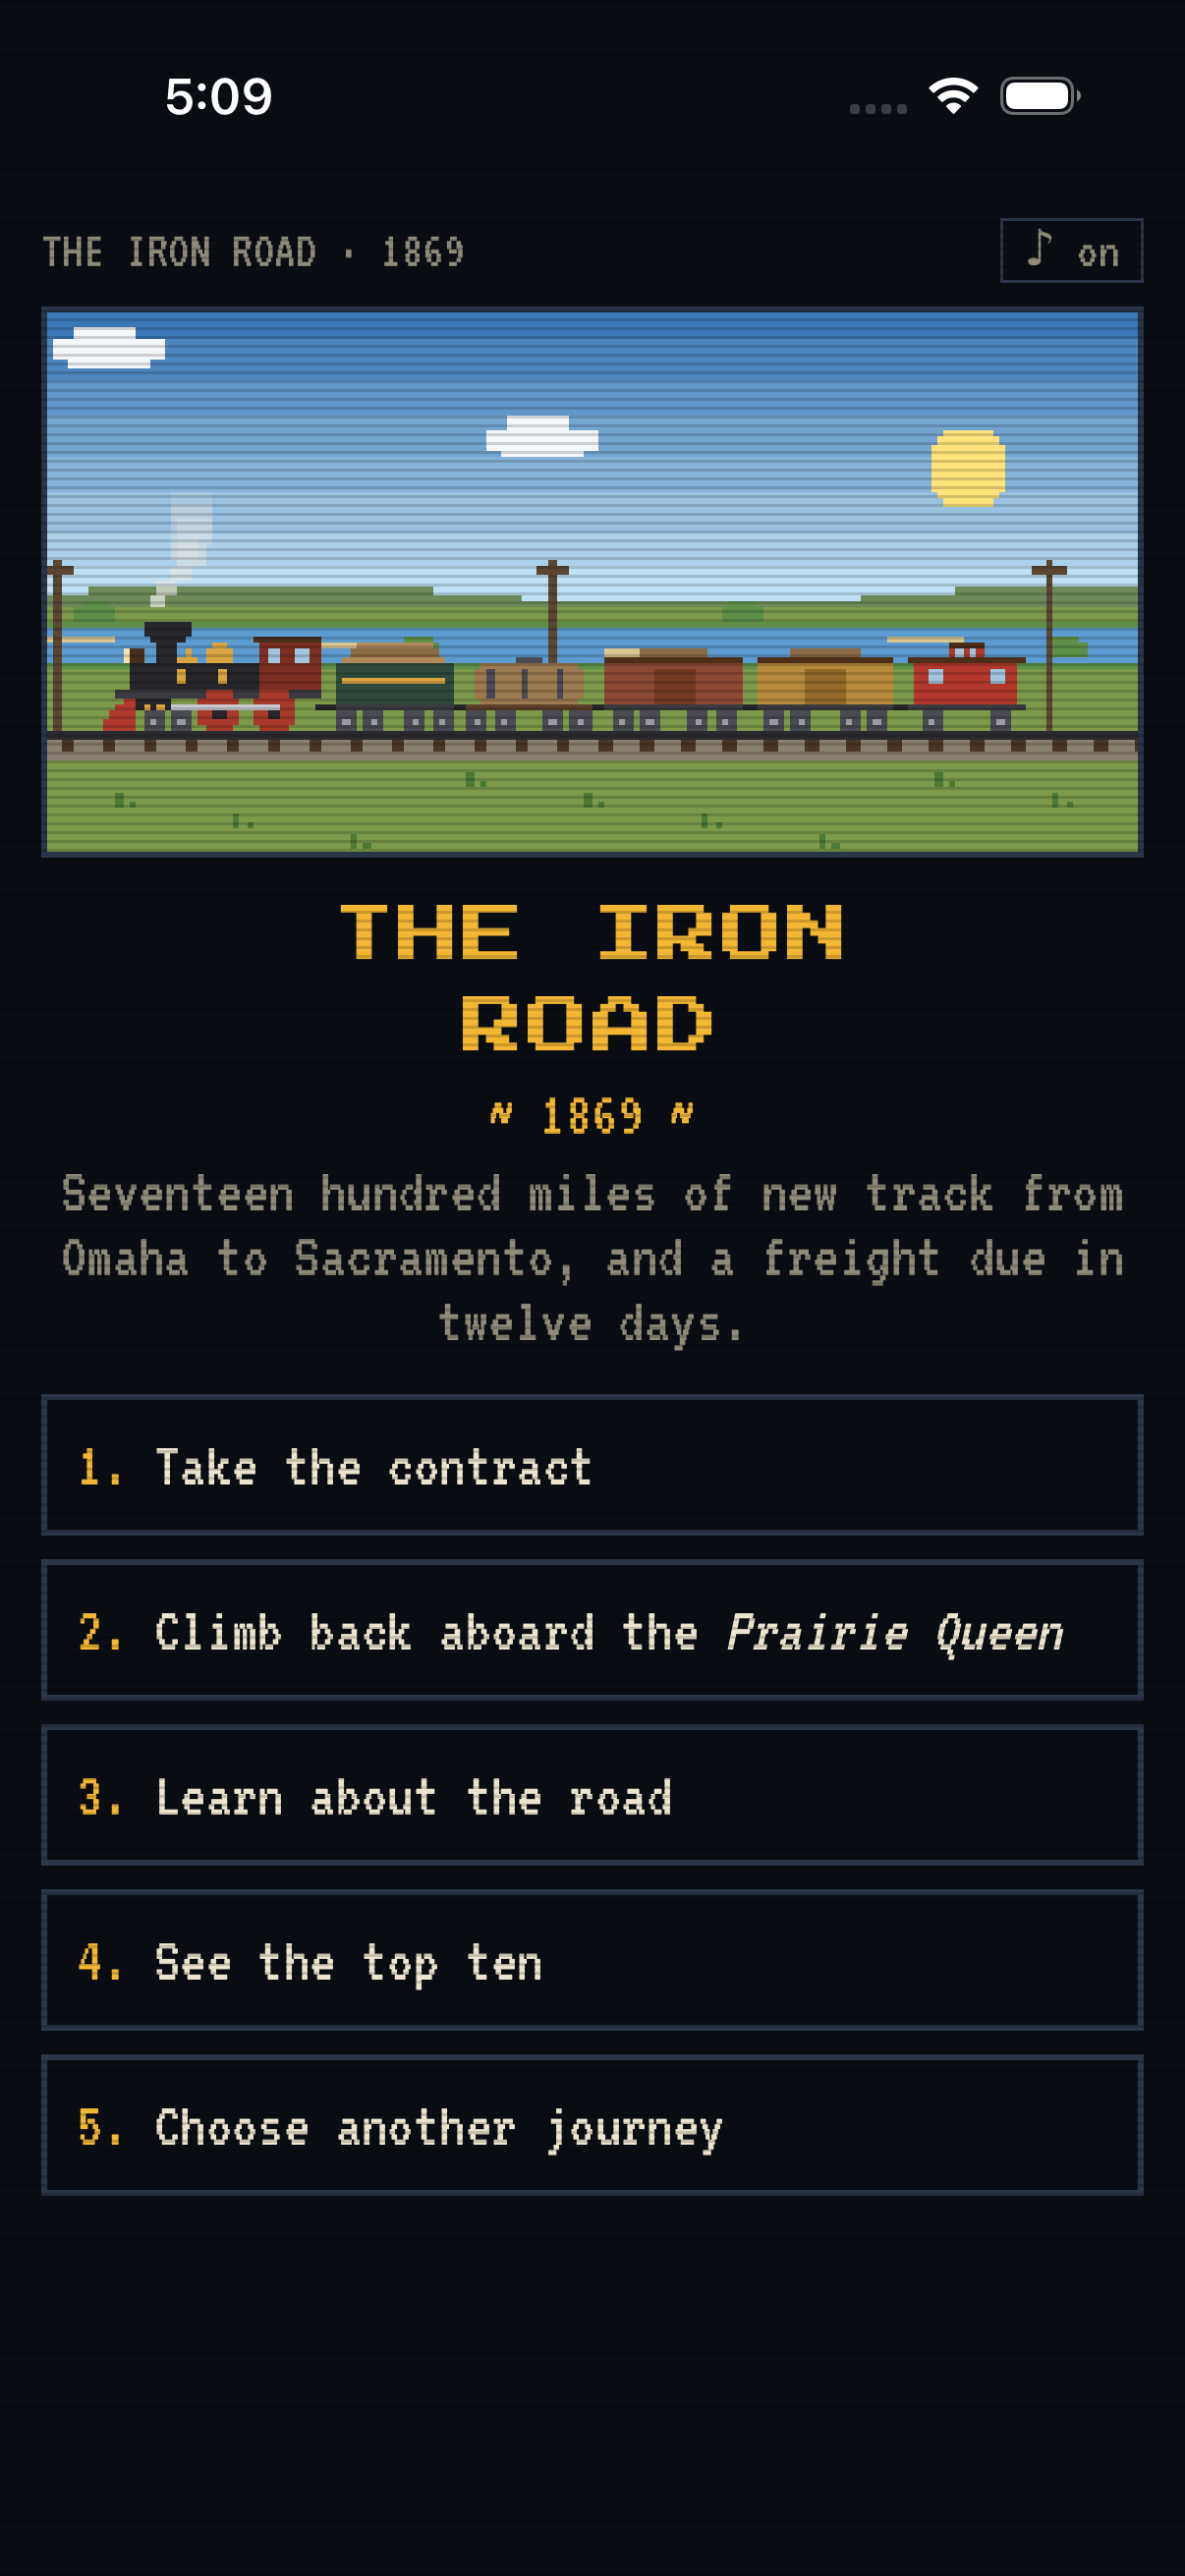 5:09
THE IRON ROAD · 1869
♪ on
THE IRON
ROAD
~ 1869 ~
Seventeen hundred miles of new track from
Omaha to Sacramento, and a freight due in
twelve days.
1. Take the contract
2. Climb back aboard the Prairie Queen
3. Learn about the road
4. See the top ten
5. Choose another journey